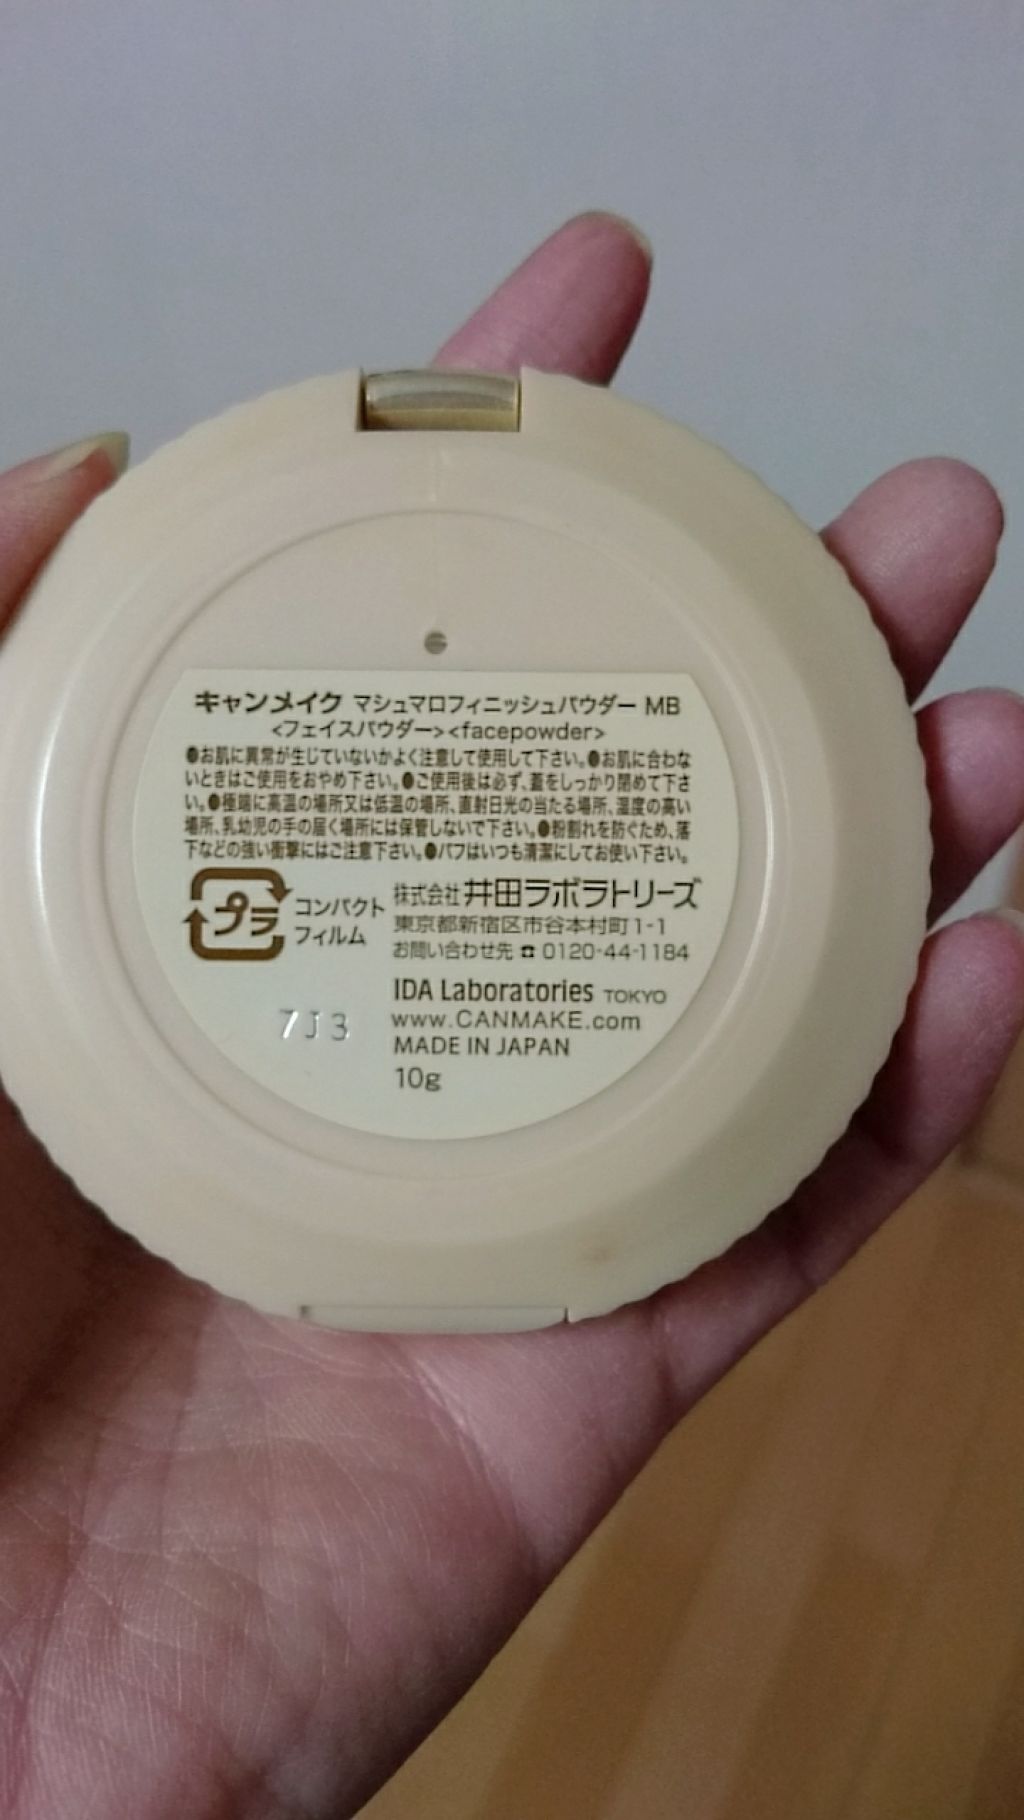 キャンメイク マシュマロフィニッシュパウダー MB
<フェイスパウダー><facepowder>
●お肌に異常が生じていないかよく注意して使用して下さい。●お肌に合わな
いときはご使用をおやめ下さい。●ご使用後は必ず、蓋をしっかり閉めて下さ
い。●極端に高温の場所又は低温の場所、直射日光の当たる場所、湿度の高い
場所、乳幼児の手の届く場所には保管しないで下さい。●粉割れを防ぐため、落
下などの強い衝撃にはご注意下さい。●パフはいつも清潔にしてお使い下さい。
プラ
コンパクト
フィルム
株式会社 井田ラボラトリーズ
東京都新宿区市谷本村町1-1
お問い合わせ先 ☎ 0120-44-1184
IDA Laboratories TOKYO
www.CANMAKE.com
MADE IN JAPAN
10g
7J3